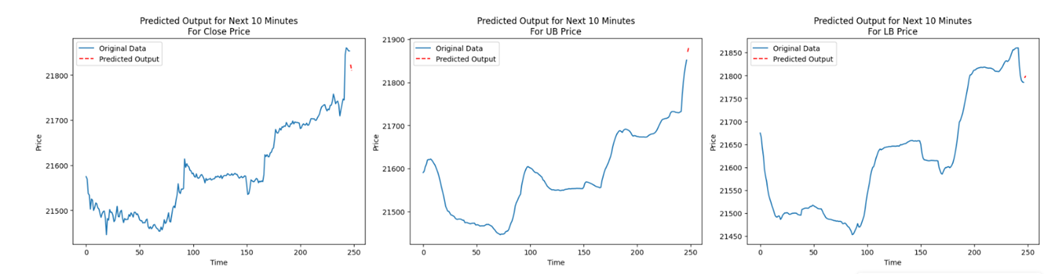 Predicted Output for Next 10 Minutes
For Close Price
Original Data
Predicted Output
21800
21700
21600
21500
Price
0
50
100
150
200
250
Time
Predicted Output for Next 10 Minutes
For UB Price
Original Data
Predicted Output
21900
21800
21700
21600
21500
Price
0
50
100
150
200
250
Time
Predicted Output for Next 10 Minutes
For LB Price
Original Data
Predicted Output
21850
21800
21750
21700
21650
21600
21550
21500
21450
Price
0
50
100
150
200
250
Time